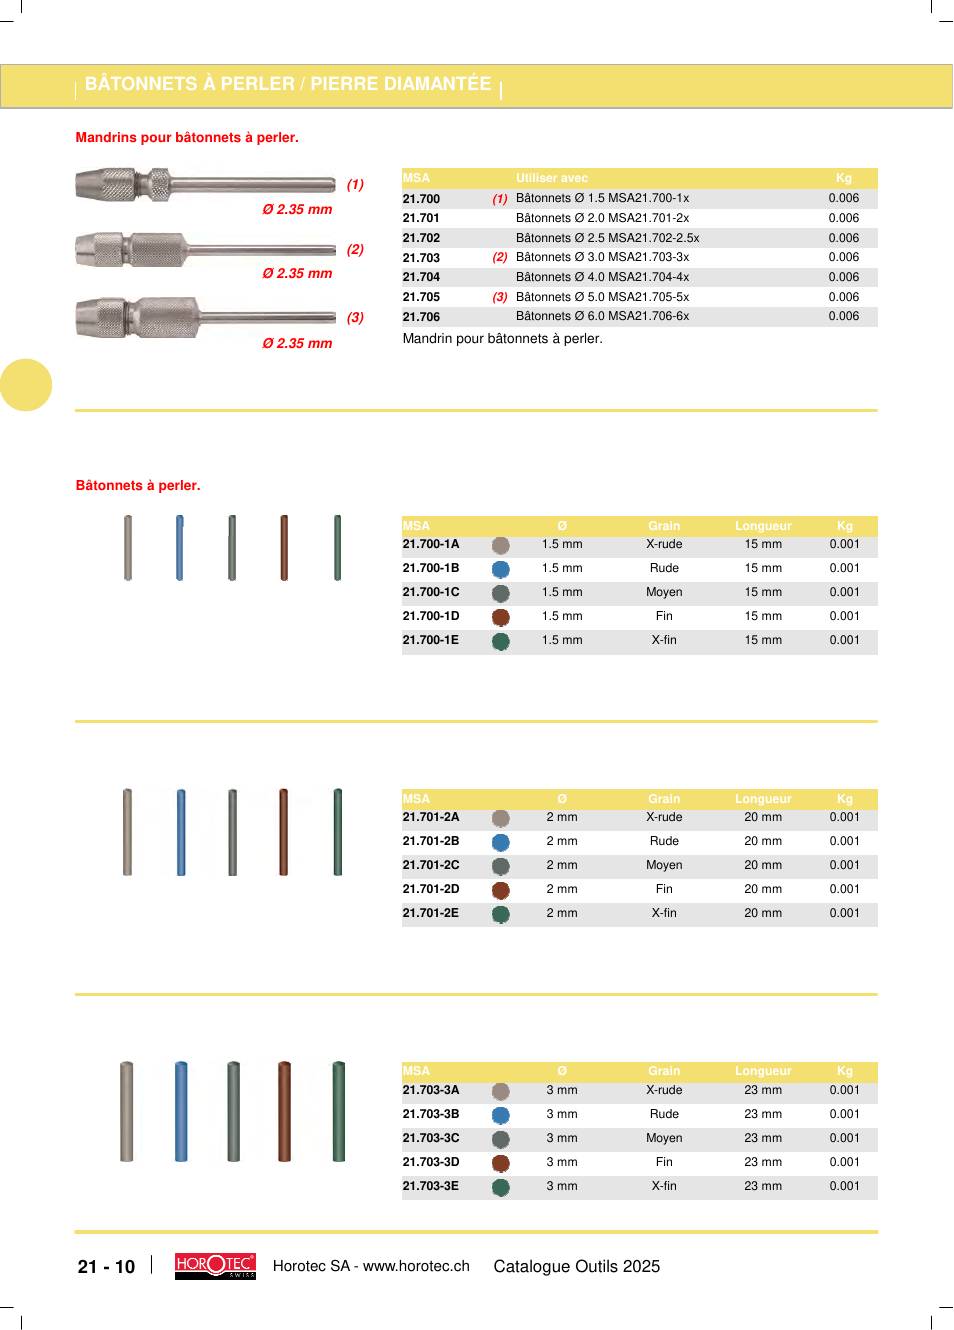 BÂTONNETS À PERLER / PIERRE DIAMANTÉE
Mandrins pour bâtonnets à perler.
(1)
Ø 2.35 mm
(2)
Ø 2.35 mm
(3)
Ø 2.35 mm
MSA Utiliser avec Kg
21.700 (1) Bâtonnets Ø 1.5 MSA21.700-1x 0.006
21.701 Bâtonnets Ø 2.0 MSA21.701-2x 0.006
21.702 Bâtonnets Ø 2.5 MSA21.702-2.5x 0.006
21.703 (2) Bâtonnets Ø 3.0 MSA21.703-3x 0.006
21.704 Bâtonnets Ø 4.0 MSA21.704-4x 0.006
21.705 (3) Bâtonnets Ø 5.0 MSA21.705-5x 0.006
21.706 Bâtonnets Ø 6.0 MSA21.706-6x 0.006
Mandrin pour bâtonnets à perler.
Bâtonnets à perler.
MSA Ø Grain Longueur Kg
21.700-1A 1.5 mm X-rude 15 mm 0.001
21.700-1B 1.5 mm Rude 15 mm 0.001
21.700-1C 1.5 mm Moyen 15 mm 0.001
21.700-1D 1.5 mm Fin 15 mm 0.001
21.700-1E 1.5 mm X-fin 15 mm 0.001
MSA Ø Grain Longueur Kg
21.701-2A 2 mm X-rude 20 mm 0.001
21.701-2B 2 mm Rude 20 mm 0.001
21.701-2C 2 mm Moyen 20 mm 0.001
21.701-2D 2 mm Fin 20 mm 0.001
21.701-2E 2 mm X-fin 20 mm 0.001
MSA Ø Grain Longueur Kg
21.703-3A 3 mm X-rude 23 mm 0.001
21.703-3B 3 mm Rude 23 mm 0.001
21.703-3C 3 mm Moyen 23 mm 0.001
21.703-3D 3 mm Fin 23 mm 0.001
21.703-3E 3 mm X-fin 23 mm 0.001
21 - 10 HOROTEC® SWISS Horotec SA - www.horotec.ch Catalogue Outils 2025